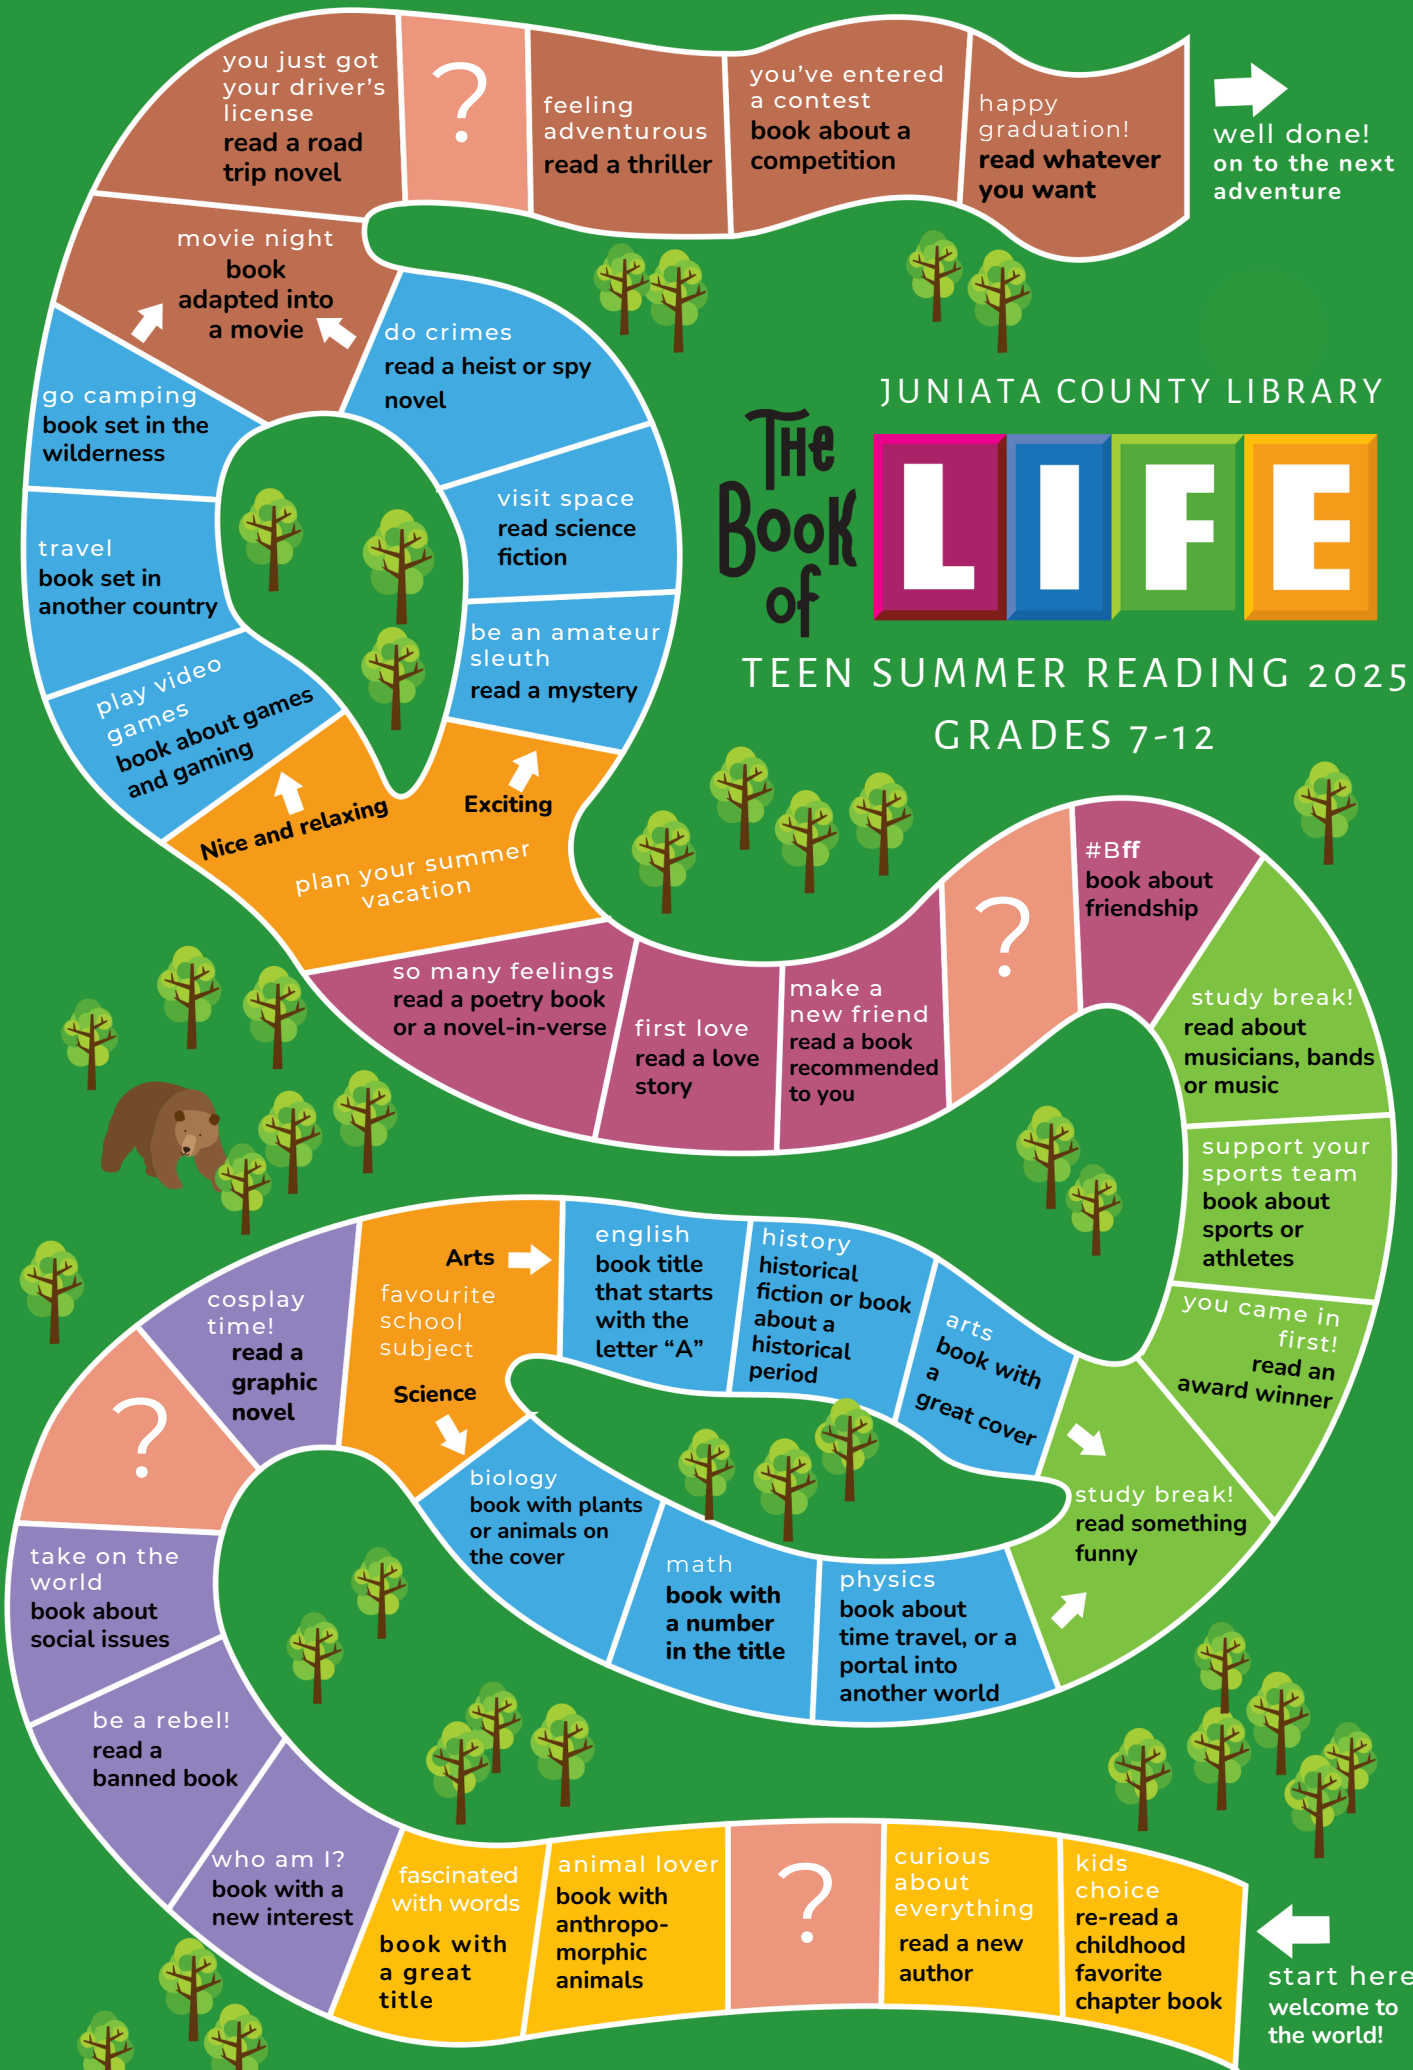 you just got
your driver's
license
read a road
trip novel
?
feeling
adventurous
read a thriller
you've entered
a contest
book about a
competition
happy
graduation!
read whatever
you want
well done!
on to the next
adventure
movie night
book
adapted into
a movie
do crimes
read a heist or spy
novel
go camping
book set in the
wilderness
visit space
read science
fiction
travel
book set in
another country
be an amateur
sleuth
read a mystery
play video
games
book about games
and gaming
Nice and relaxing
Exciting
plan your summer
vacation
JUNIATA COUNTY LIBRARY
THe
Book
of
LIFE
TEEN SUMMER READING 2025
GRADES 7-12
so many feelings
read a poetry book
or a novel-in-verse
first love
read a love
story
make a
new friend
read a book
recommended
to you
?
#Bff
book about
friendship
study break!
read about
musicians, bands
or music
support your
sports team
book about
sports or
athletes
you came in
first!
read an
award winner
study break!
read something
funny
Arts
favourite
school
subject
Science
english
book title
that starts
with the
letter “A”
history
historical
fiction or book
about a
historical
period
arts
book with
a
great cover
biology
book with plants
or animals on
the cover
math
book with
a number
in the title
physics
book about
time travel, or a
portal into
another world
cosplay
time!
read a
graphic
novel
?
take on the
world
book about
social issues
be a rebel!
read a
banned book
who am I?
book with a
new interest
fascinated
with words
book with
a great
title
animal lover
book with
anthropo-
morphic
animals
?
curious
about
everything
read a new
author
kids
choice
re-read a
childhood
favorite
chapter book
start here
welcome to
the world!